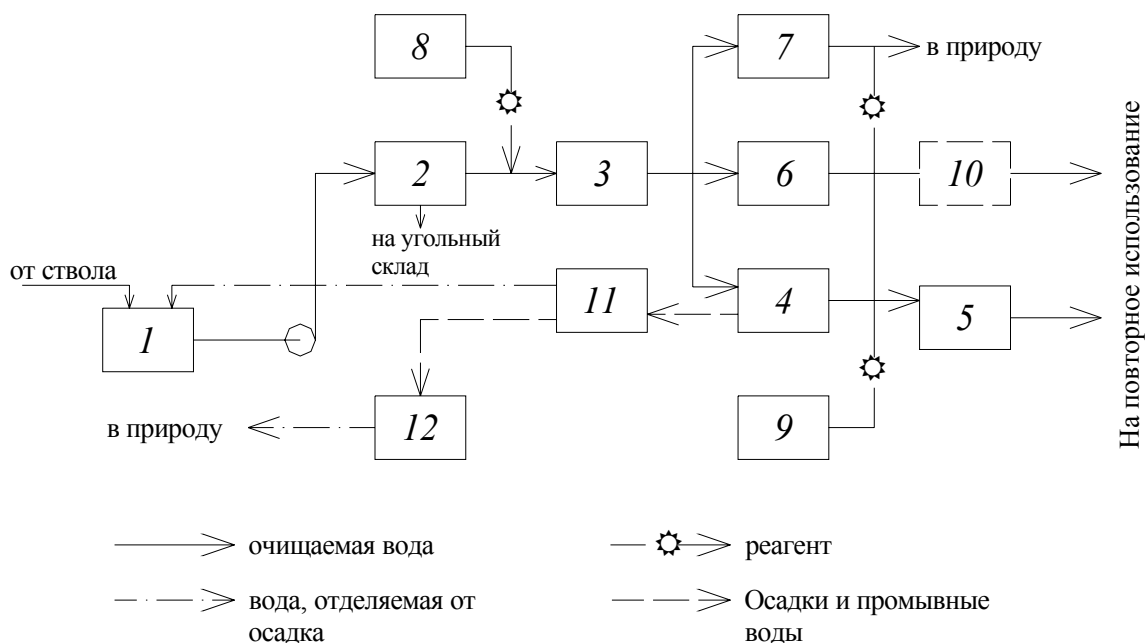 8
7
в природу
2
3
6
10
на угольный
склад
от ствола
11
4
5
1
12
9
в природу
На повторное использование
очищаемая вода
реагент
вода, отделяемая от
осадка
Осадки и промывные
воды